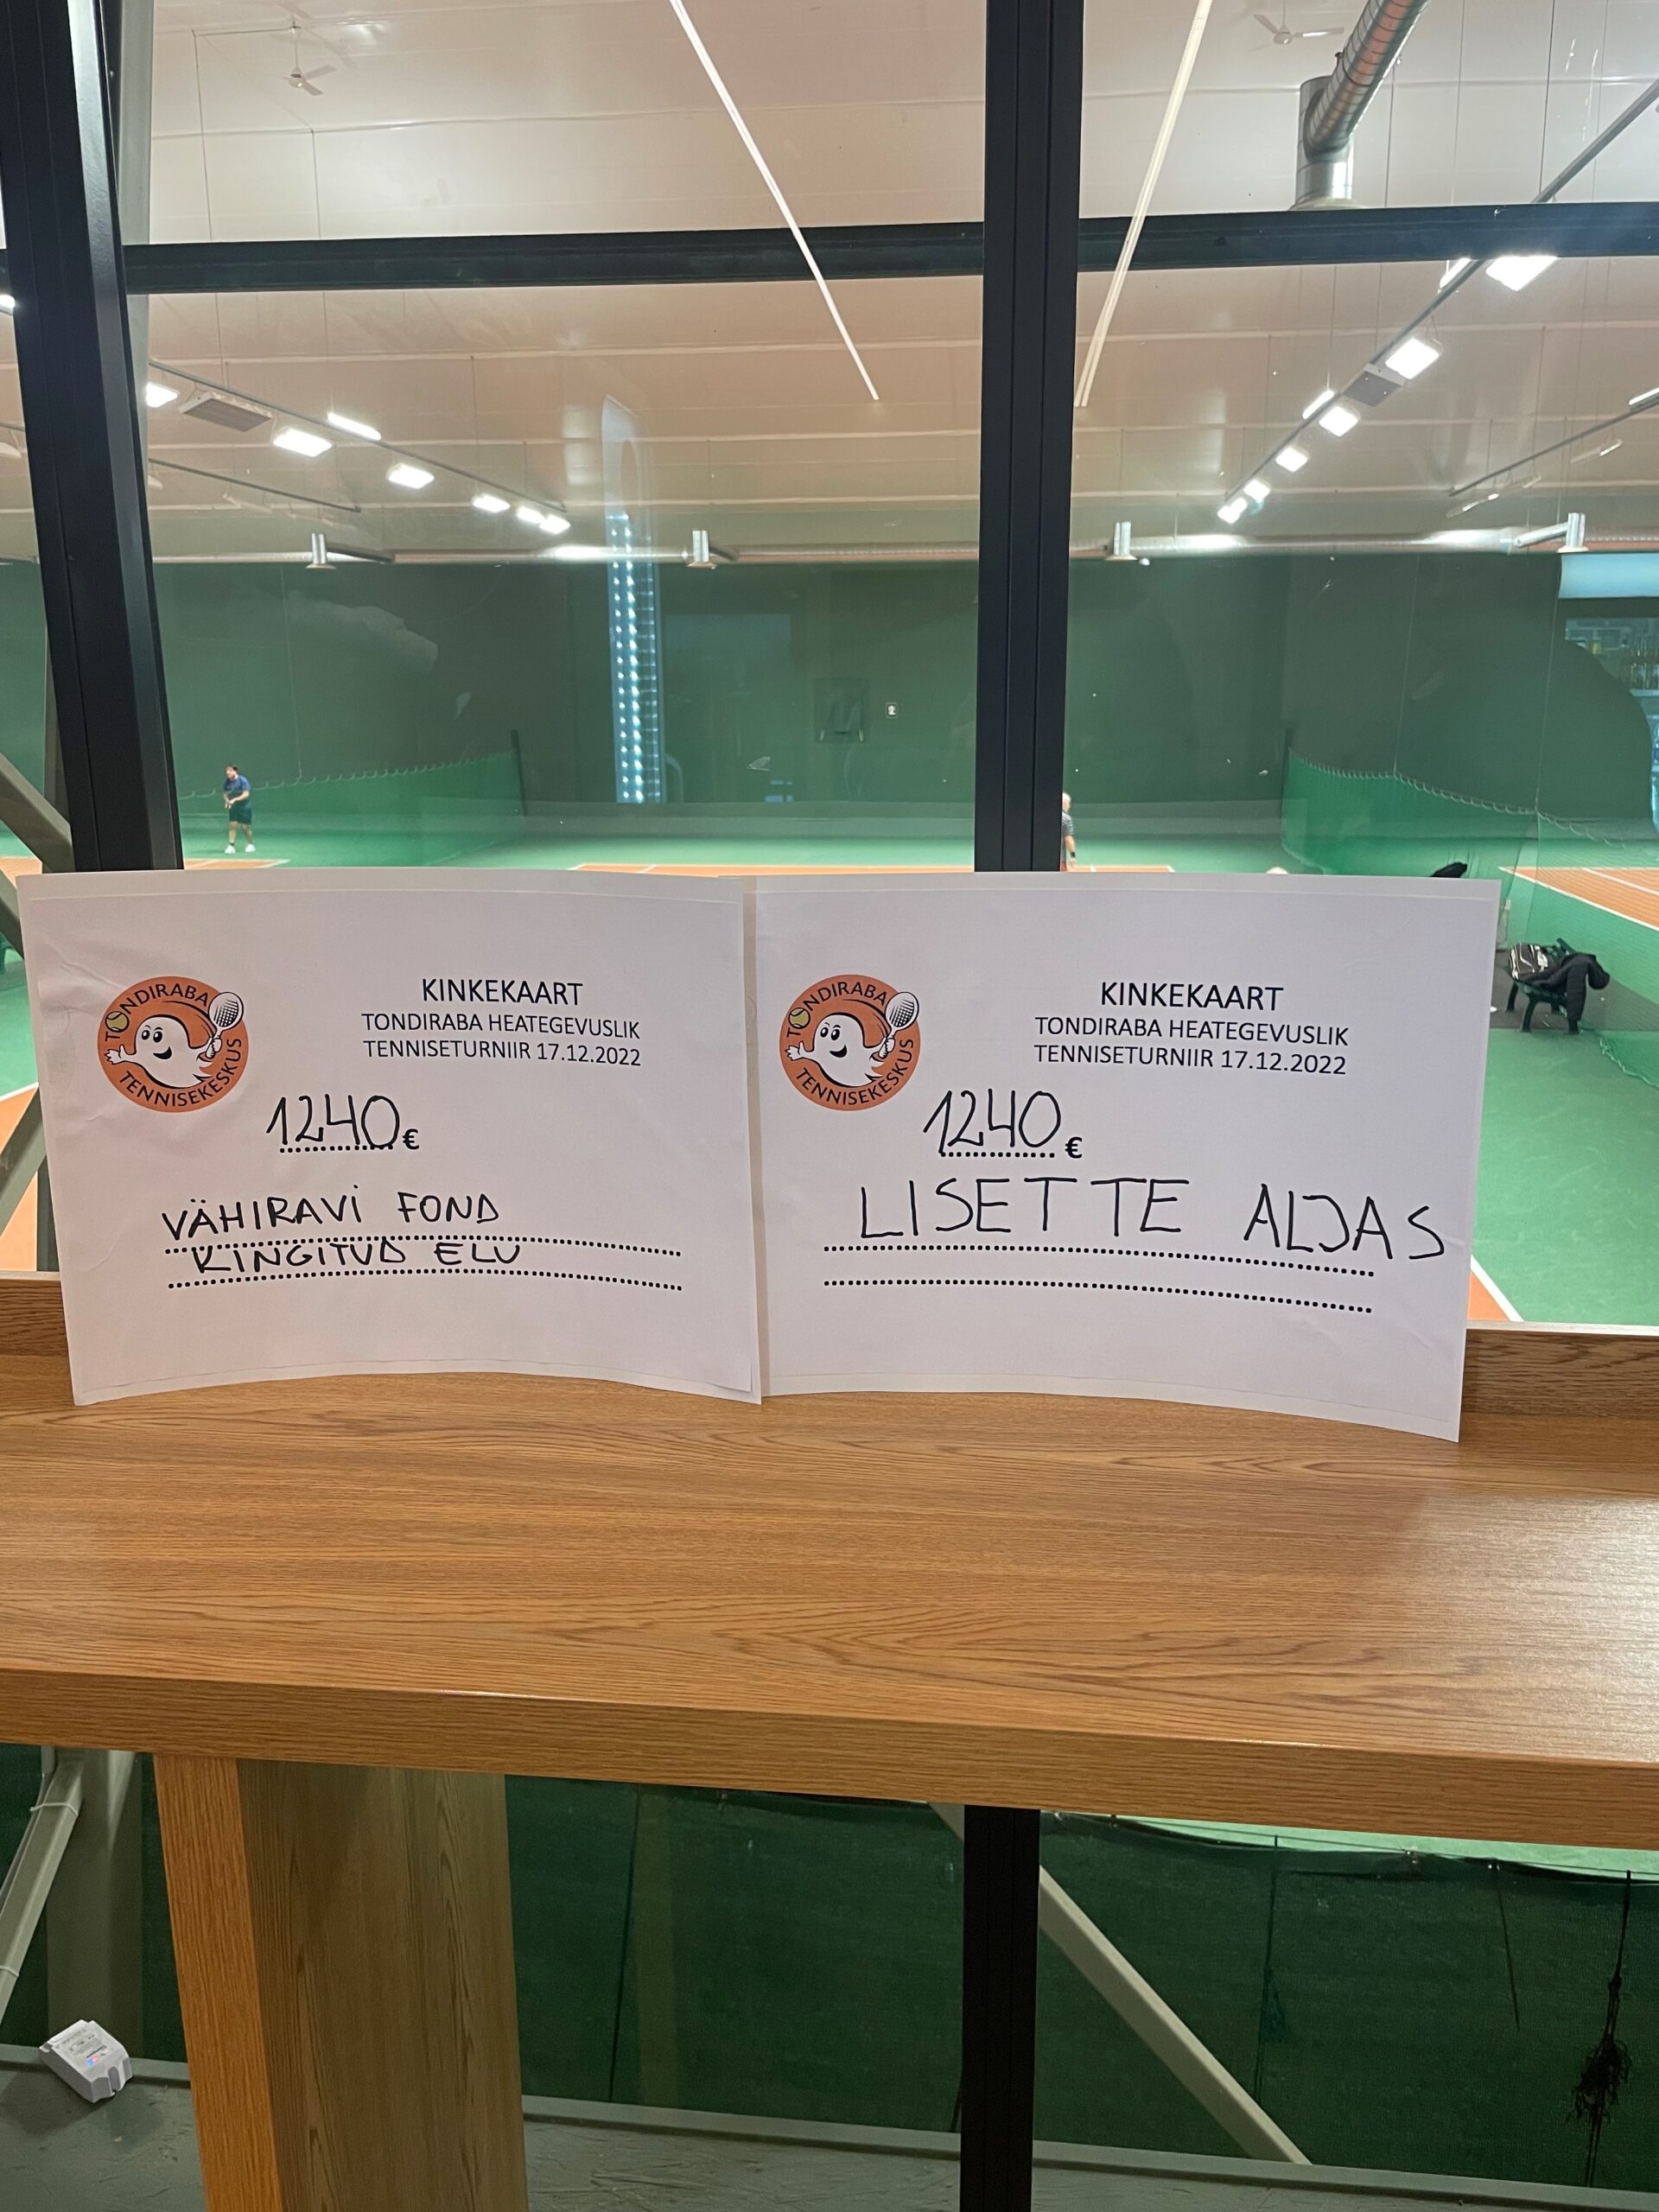 TONDIRABA
TENNISEKESKUS
KINKEKAART
TONDIRABA HEATEGEVUSLIK
TENNISETURNIIR 17.12.2022
1240 €
VÄHIRAVI FOND
KINGITUD ELU
TONDIRABA
TENNISEKESKUS
KINKEKAART
TONDIRABA HEATEGEVUSLIK
TENNISETURNIIR 17.12.2022
1240 €
LISETTE ALJAS